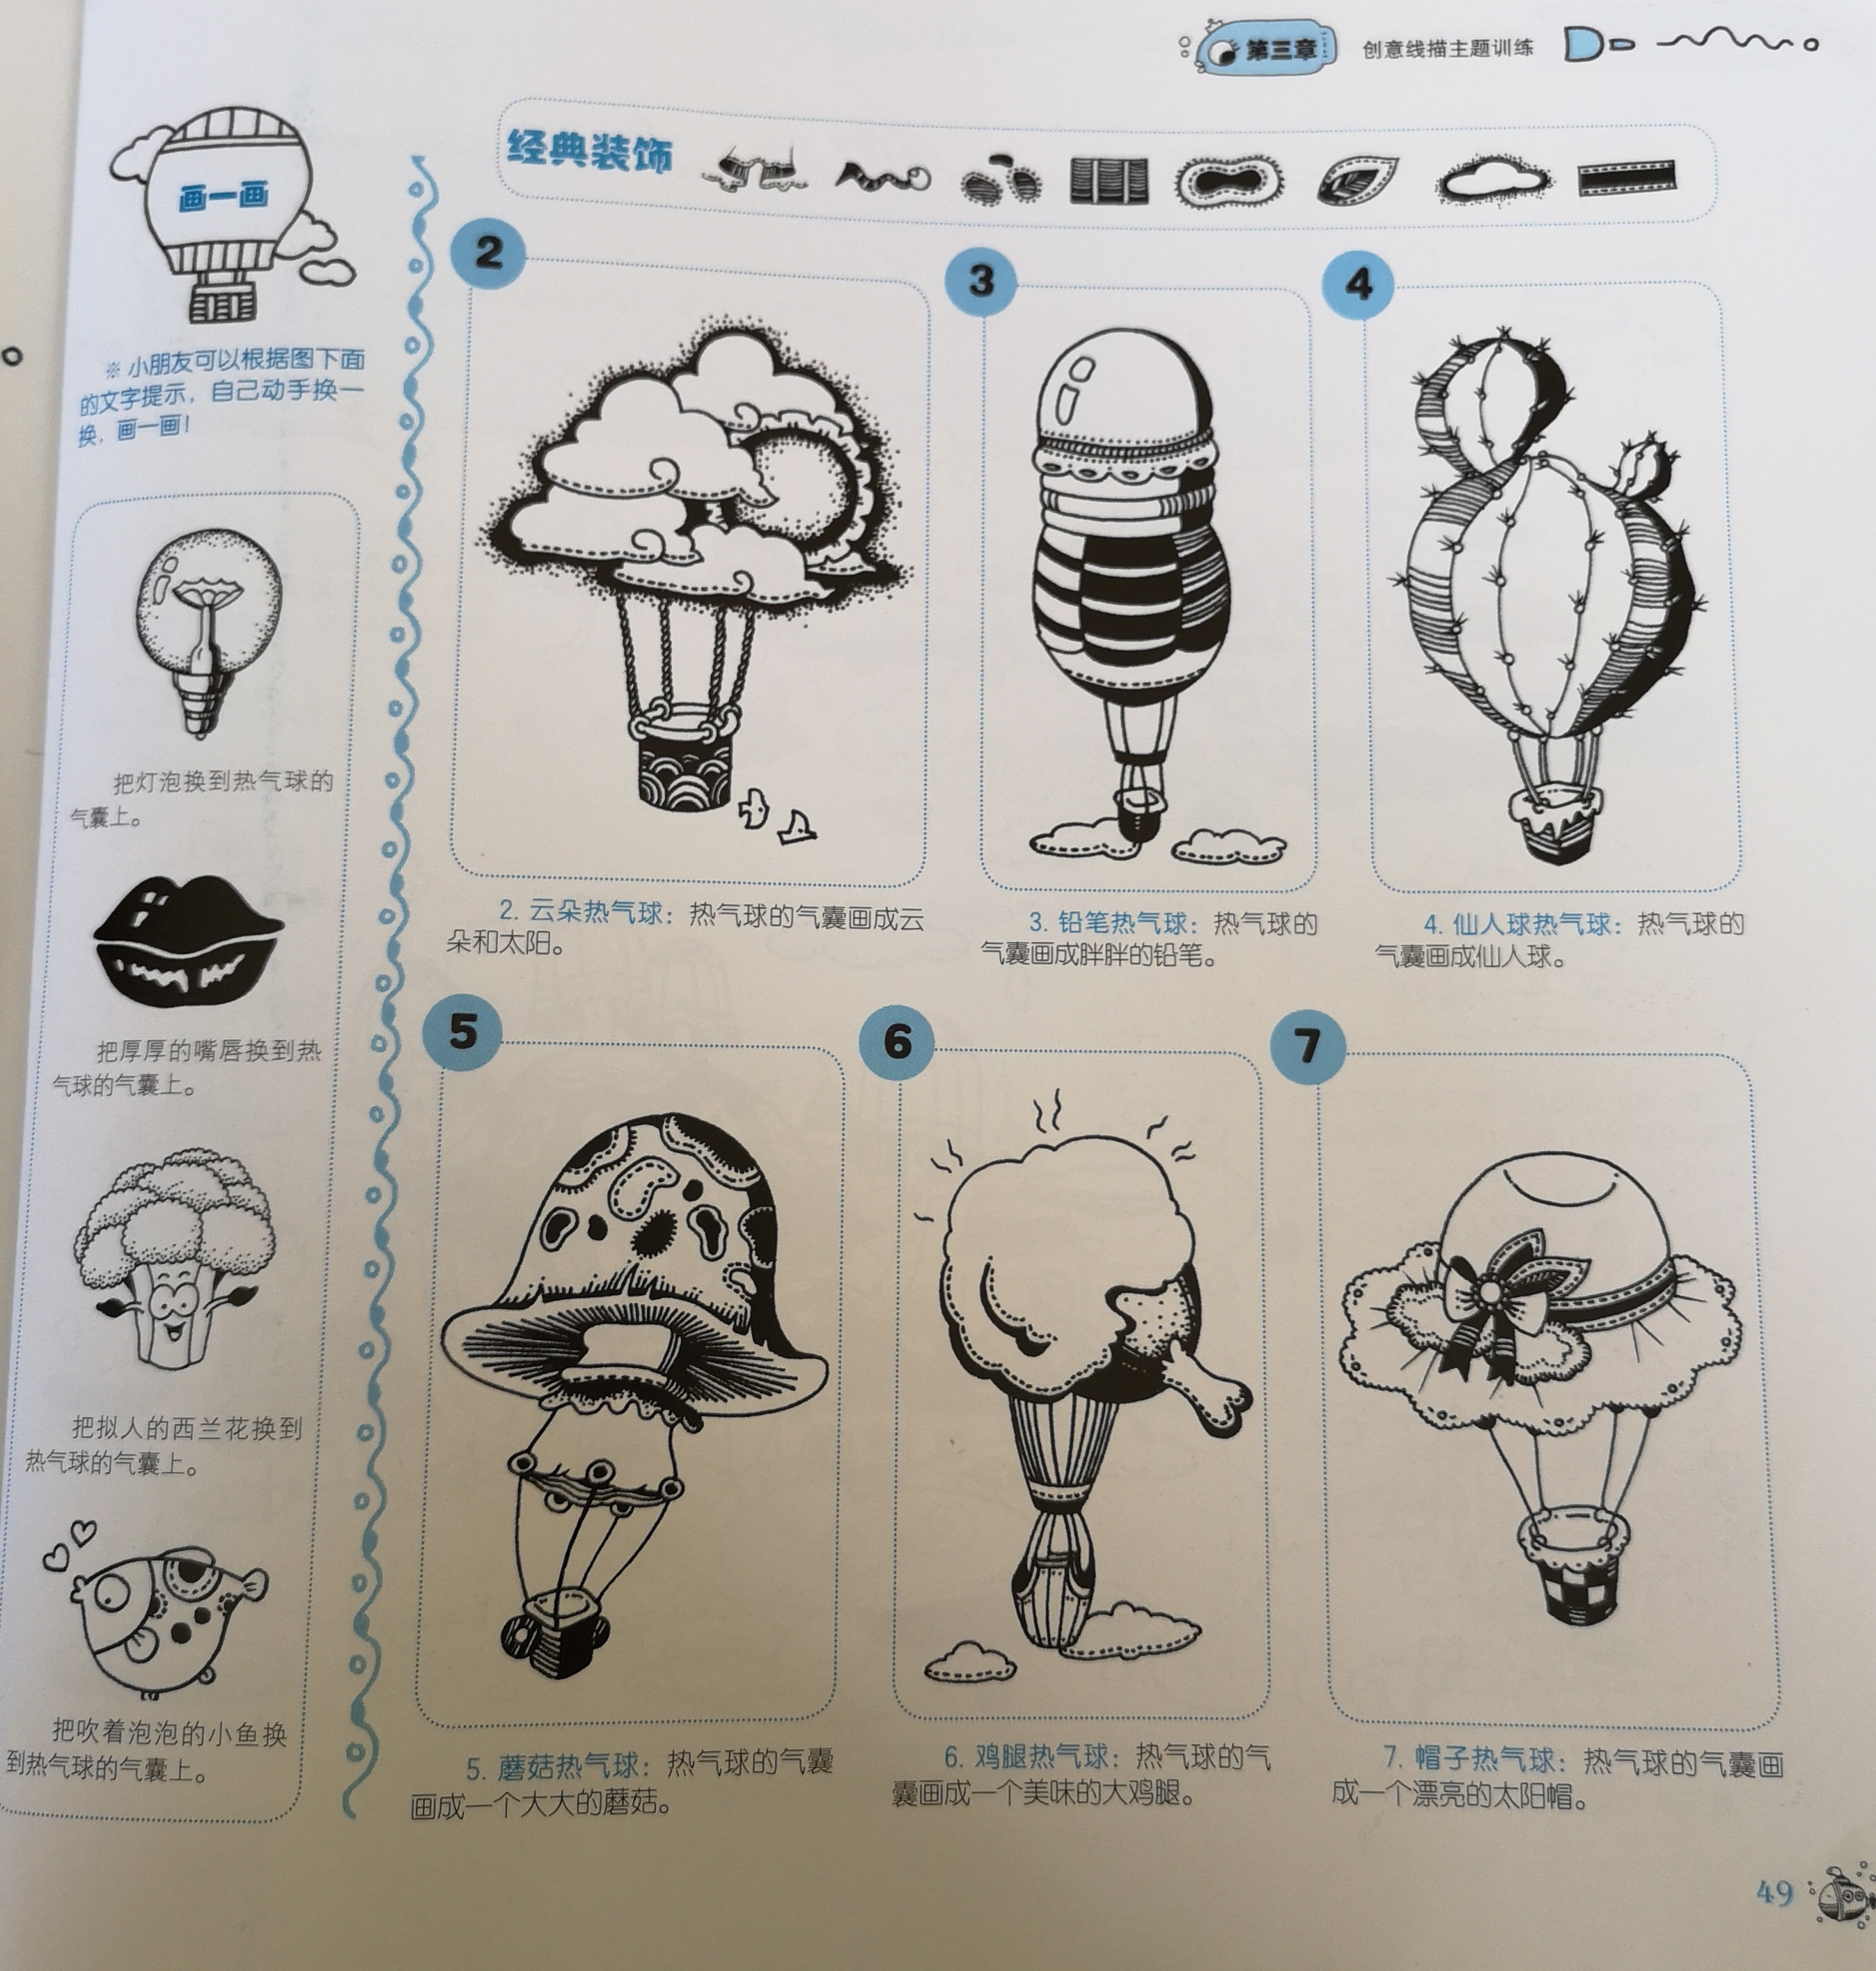 第三章 创意线描主题训练
经典装饰
画一画
※ 小朋友可以根据图下面
的文字提示，自己动手换一
换，画一画！
把灯泡换到热气球的
气囊上。
把厚厚的嘴唇换到热
气球的气囊上。
把拟人的西兰花换到
热气球的气囊上。
把吹着泡泡的小鱼换
到热气球的气囊上。
2
2. 云朵热气球：热气球的气囊画成云
朵和太阳。
3
3. 铅笔热气球：热气球的
气囊画成胖胖的铅笔。
4
4. 仙人球热气球：热气球的
气囊画成仙人球。
5
5. 蘑菇热气球：热气球的气囊
画成一个大大的蘑菇。
6
6. 鸡腿热气球：热气球的气
囊画成一个美味的大鸡腿。
7
7. 帽子热气球：热气球的气囊画
成一个漂亮的太阳帽。
49